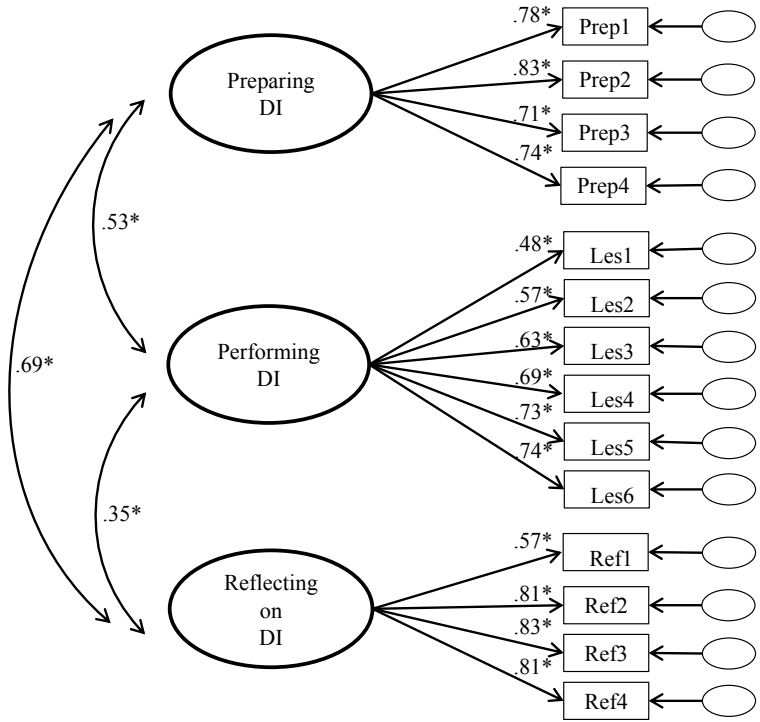 .78*
Prep1
Preparing
DI
.83*
Prep2
.71*
Prep3
.74*
Prep4
.53*
.48*
Les1
.57*
Les2
Performing
DI
.63*
Les3
.69*
.69*
Les4
.73*
Les5
.74*
Les6
.35*
.57*
Ref1
Reflecting
on
DI
.81*
Ref2
.83*
Ref3
.81*
Ref4